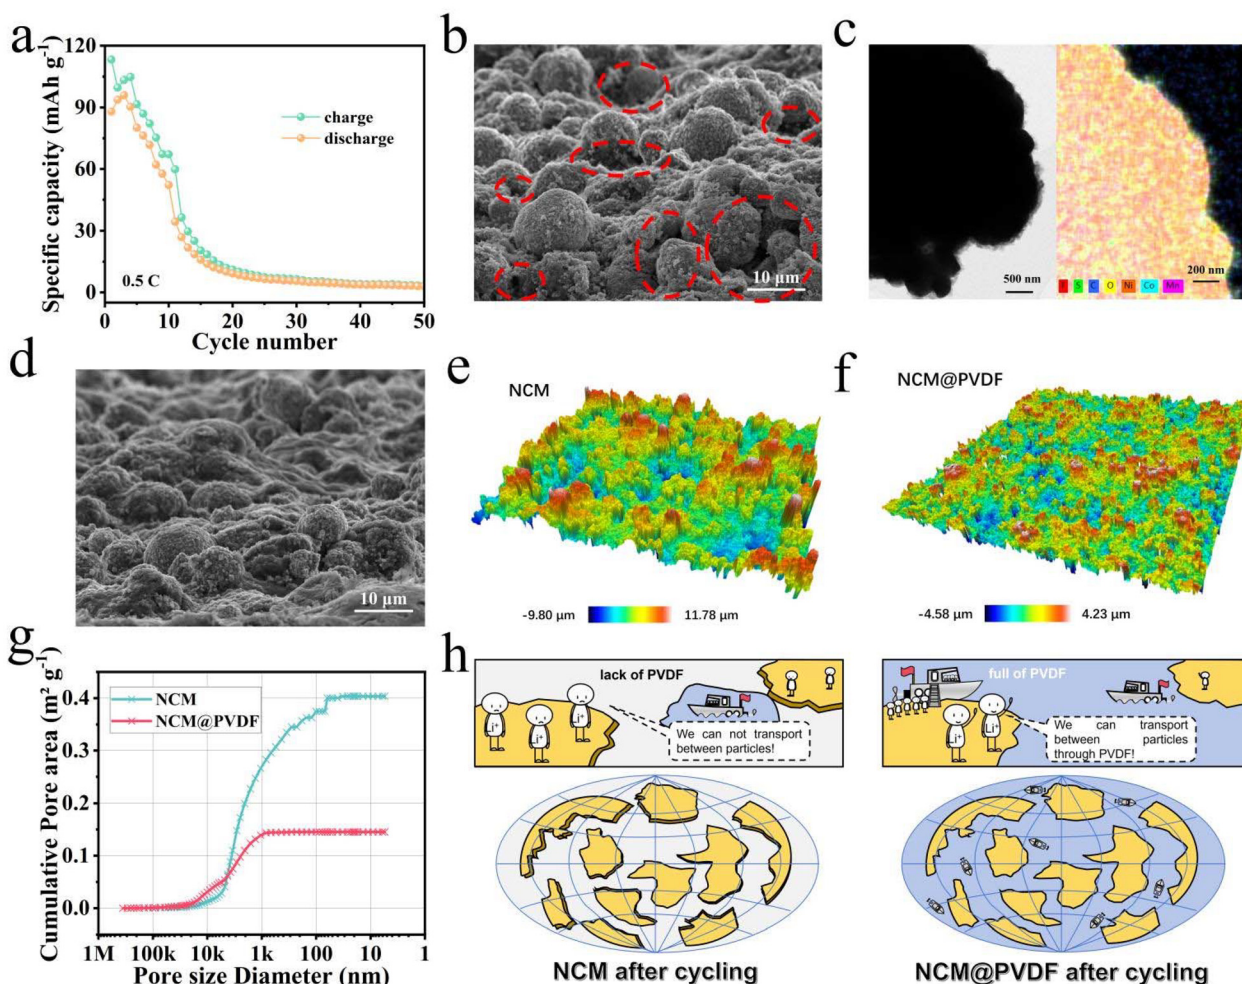 a
120
90
60
30
0
Specific capacity (mAh g⁻¹)
charge
discharge
0.5 C
0 10 20 30 40 50
Cycle number
b
10 μm
c
500 nm
200 nm
F S C O Ni Co Mn
d
10 μm
e
NCM
-9.80 μm 11.78 μm
f
NCM@PVDF
-4.58 μm 4.23 μm
g
Cumulative Pore area (m² g⁻¹)
0.4
0.3
0.2
0.1
0.0
NCM
NCM@PVDF
1M 100k 10k 1k 100 10 1
Pore size Diameter (nm)
h
lack of PVDF
Li⁺
Li⁺
Li⁺
We can not transport
between particles!
NCM after cycling
full of PVDF
Li⁺
Li⁺
We can transport
between particles
through PVDF!
NCM@PVDF after cycling